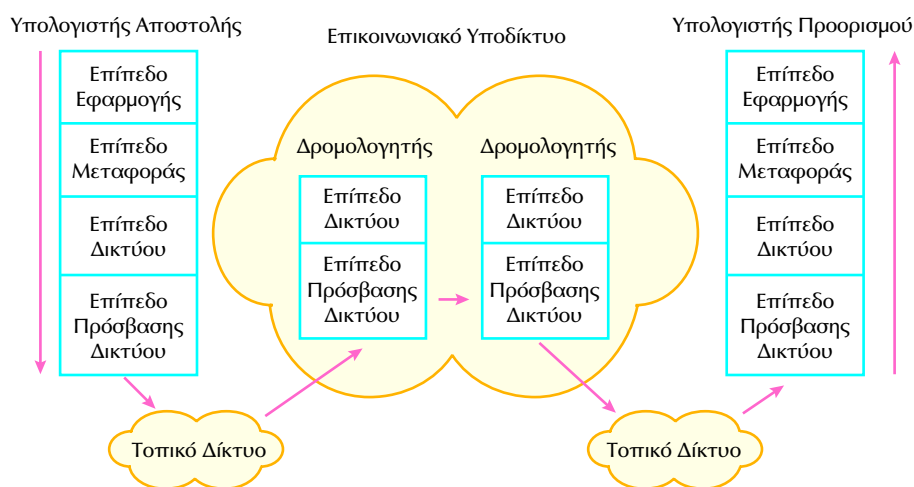 Υπολογιστής Αποστολής
Επίπεδο
Εφαρμογής
Επίπεδο
Μεταφοράς
Επίπεδο
Δικτύου
Επίπεδο
Πρόσβασης
Δικτύου
Τοπικό Δίκτυο
Επικοινωνιακό Υποδίκτυο
Δρομολογητής
Επίπεδο
Δικτύου
Επίπεδο
Πρόσβασης
Δικτύου
Δρομολογητής
Επίπεδο
Δικτύου
Επίπεδο
Πρόσβασης
Δικτύου
Υπολογιστής Προορισμού
Επίπεδο
Εφαρμογής
Επίπεδο
Μεταφοράς
Επίπεδο
Δικτύου
Επίπεδο
Πρόσβασης
Δικτύου
Τοπικό Δίκτυο